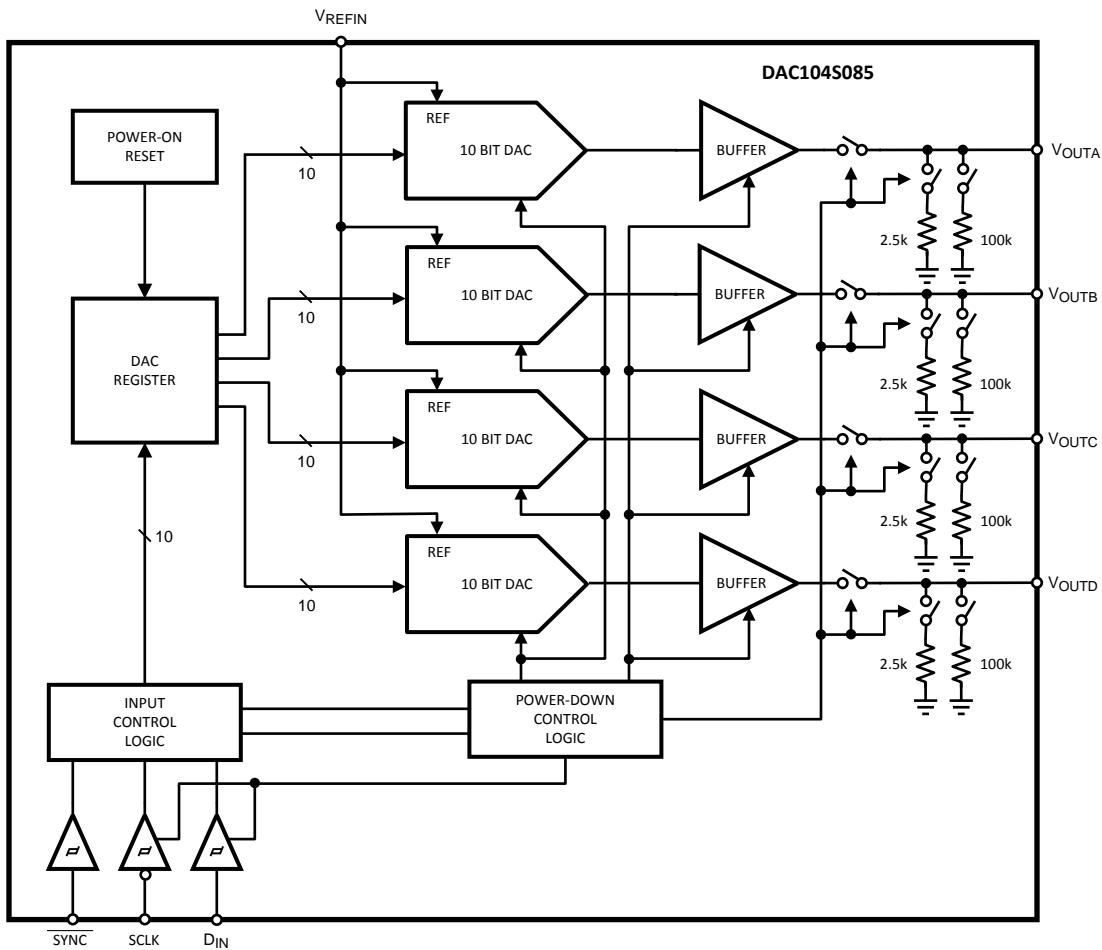 VREFIN
DAC104S085
REF
10 BIT DAC
BUFFER
VOUTA
POWER-ON
RESET
10
2.5k
100k
REF
10 BIT DAC
BUFFER
VOUTB
10
2.5k
100k
DAC
REGISTER
REF
10 BIT DAC
BUFFER
VOUTC
10
2.5k
100k
10
REF
10 BIT DAC
BUFFER
VOUTD
10
2.5k
100k
INPUT
CONTROL
LOGIC
POWER-DOWN
CONTROL
LOGIC
SYNC
SCLK
DIN